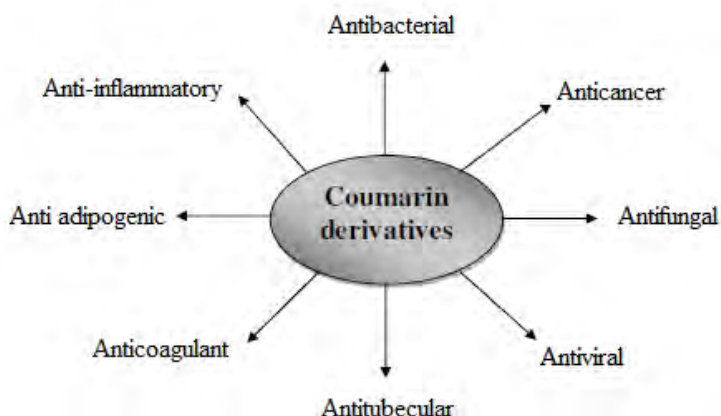 Antibacterial
Anti-inflammatory
Anticancer
Coumarin
derivatives
Anti adipogenic
Antifungal
Anticoagulant
Antiviral
Antitubecular